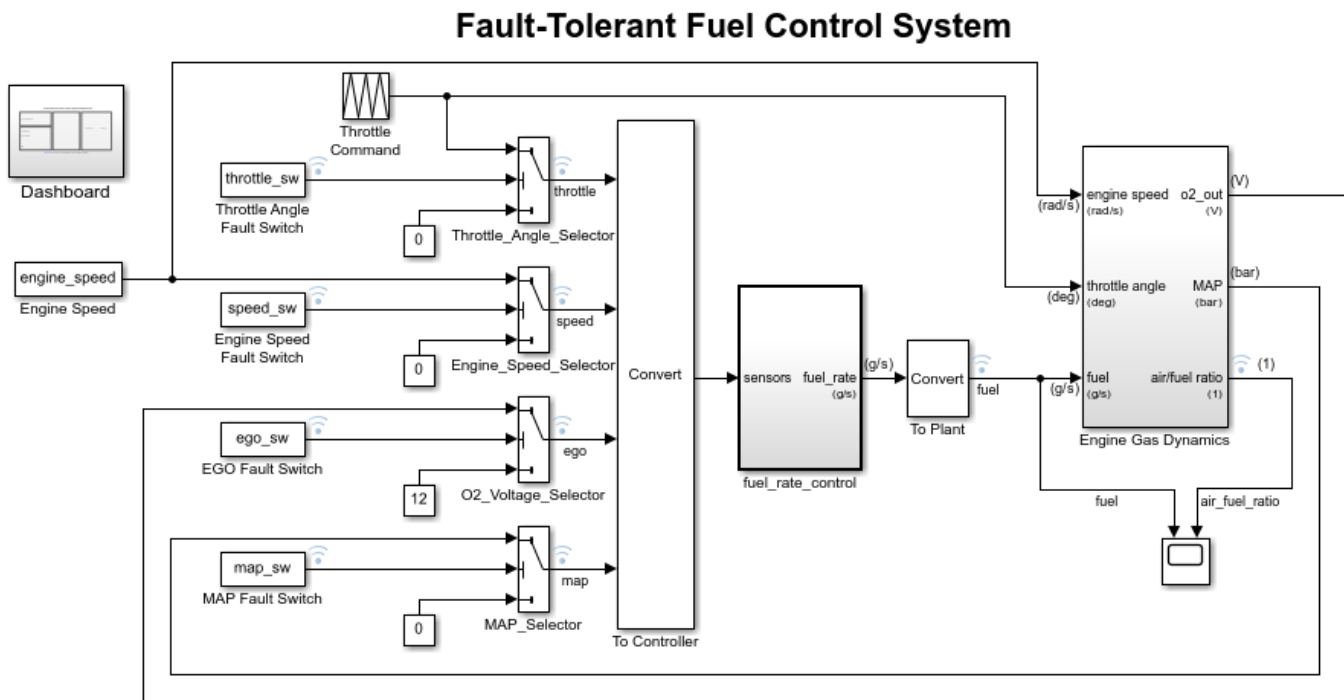 Fault-Tolerant Fuel Control System
Dashboard
Throttle
Command
throttle_sw
Throttle Angle
Fault Switch
0
throttle
Throttle_Angle_Selector
engine_speed
Engine Speed
speed_sw
Engine Speed
Fault Switch
0
speed
Engine_Speed_Selector
ego_sw
EGO Fault Switch
12
ego
O2_Voltage_Selector
map_sw
MAP Fault Switch
0
map
MAP_Selector
Convert
To Controller
sensors
fuel_rate
(g/s)
fuel_rate_control
(g/s)
Convert
To Plant
fuel
(rad/s)
(deg)
(g/s)
engine speed
(rad/s)
throttle angle
(deg)
fuel
(g/s)
o2_out
(V)
MAP
(bar)
air/fuel ratio
(1)
Engine Gas Dynamics
(V)
(bar)
(1)
fuel
air_fuel_ratio